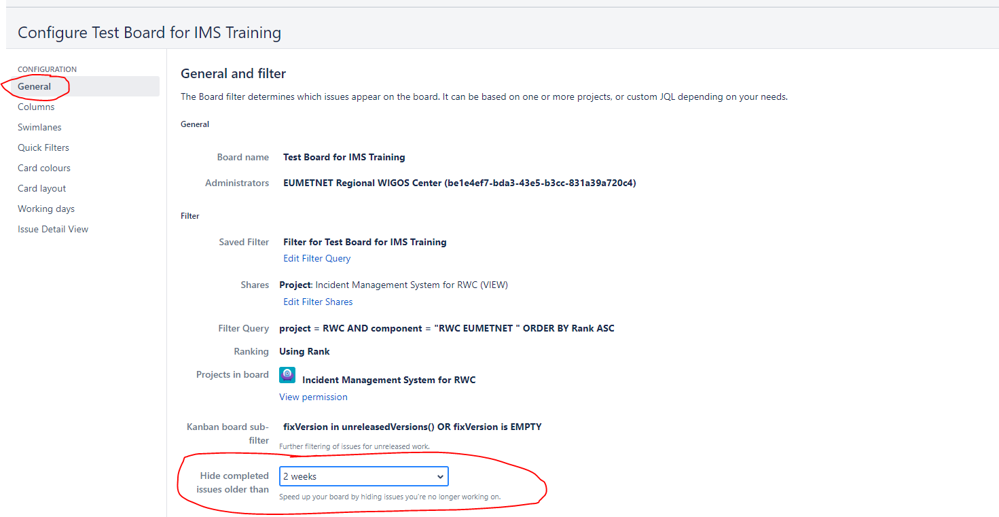 Configure Test Board for IMS Training
CONFIGURATION
General
Columns
Swimlanes
Quick Filters
Card colours
Card layout
Working days
Issue Detail View
General and filter
The Board filter determines which issues appear on the board. It can be based on one or more projects, or custom JQL depending on your needs.
General
Board name Test Board for IMS Training
Administrators EUMETNET Regional WIGOS Center (be1e4ef7-bda3-43e5-b3cc-831a39a720c4)
Filter
Saved Filter Filter for Test Board for IMS Training
Edit Filter Query
Shares Project: Incident Management System for RWC (VIEW)
Edit Filter Shares
Filter Query project = RWC AND component = "RWC EUMETNET " ORDER BY Rank ASC
Ranking Using Rank
Projects in board Incident Management System for RWC
View permission
Kanban board sub- fixVersion in unreleasedVersions() OR fixVersion is EMPTY
filter
Further filtering of issues for unreleased work.
Hide completed 2 weeks
issues older than
Speed up your board by hiding issues you're no longer working on.